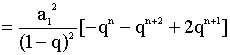 = a₁²/(1-q)² [-qⁿ - qⁿ⁺² + 2qⁿ⁺¹]